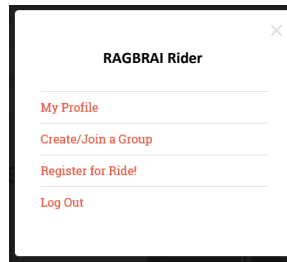 RAGBRAI Rider
My Profile
Create/Join a Group
Register for Ride!
Log Out